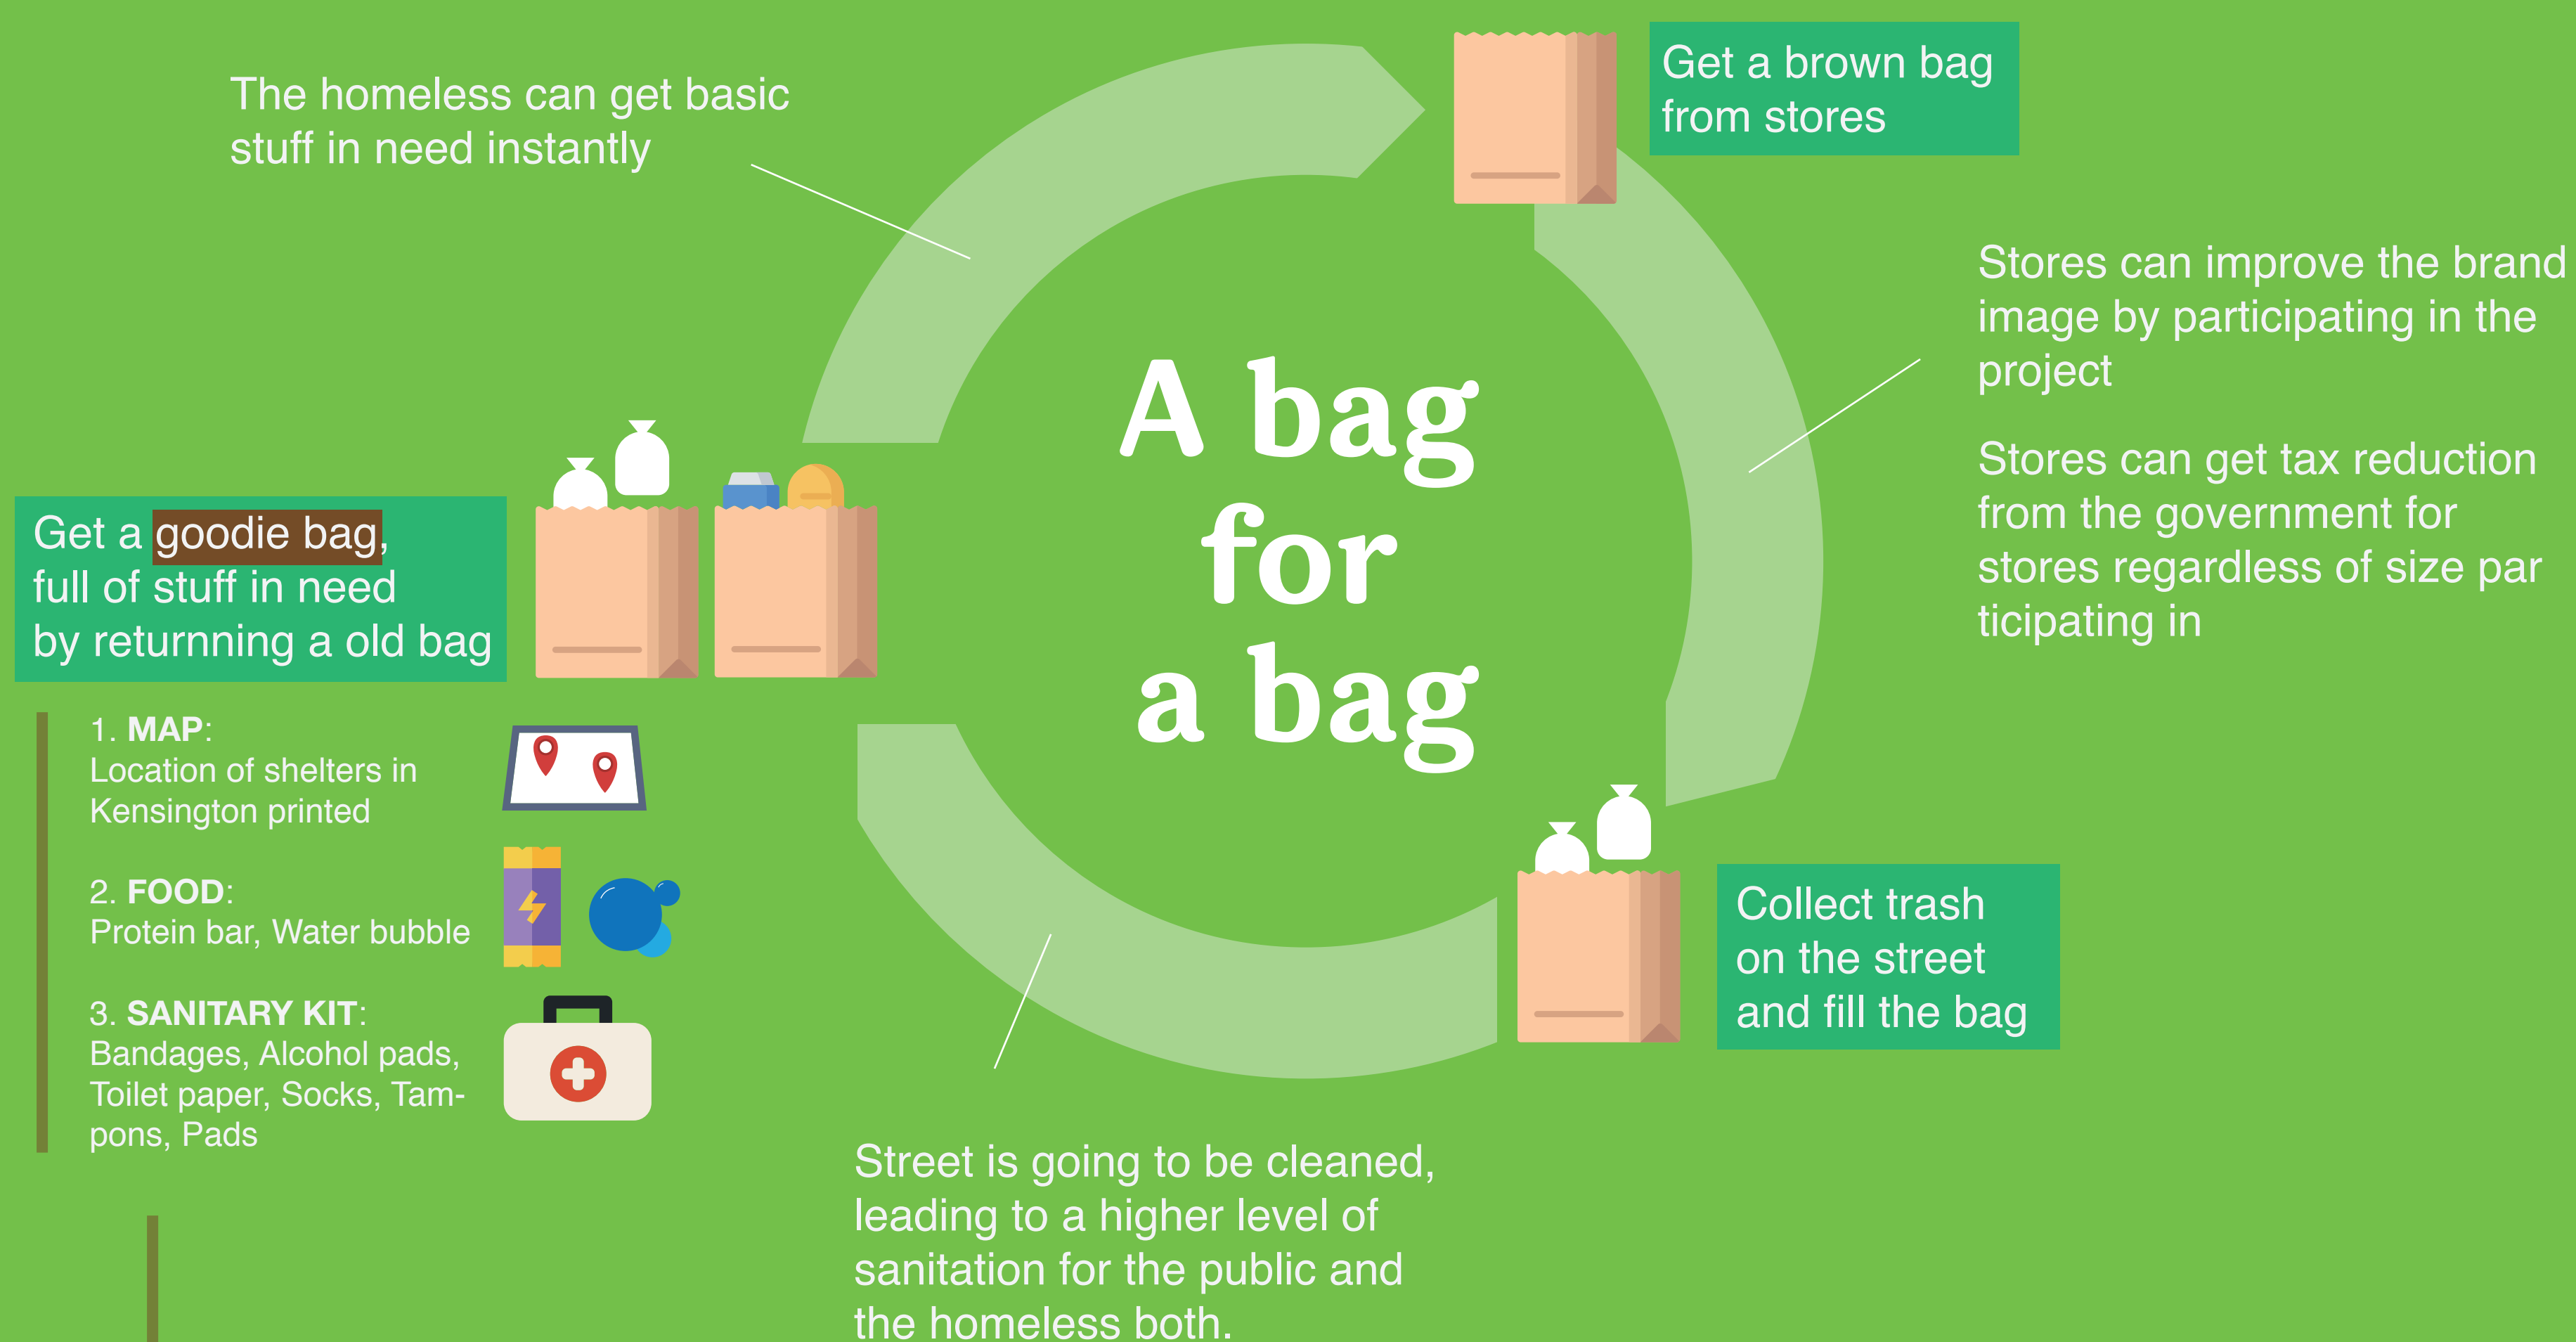 The homeless can get basic
stuff in need instantly
Get a brown bag
from stores
Stores can improve the brand
image by participating in the
project
Stores can get tax reduction
from the government for
stores regardless of size par
ticipating in
A bag
for
a bag
Get a goodie bag,
full of stuff in need
by returnning a old bag
1. MAP:
Location of shelters in
Kensington printed
2. FOOD:
Protein bar, Water bubble
3. SANITARY KIT:
Bandages, Alcohol pads,
Toilet paper, Socks, Tam-
pons, Pads
Collect trash
on the street
and fill the bag
Street is going to be cleaned,
leading to a higher level of
sanitation for the public and
the homeless both.